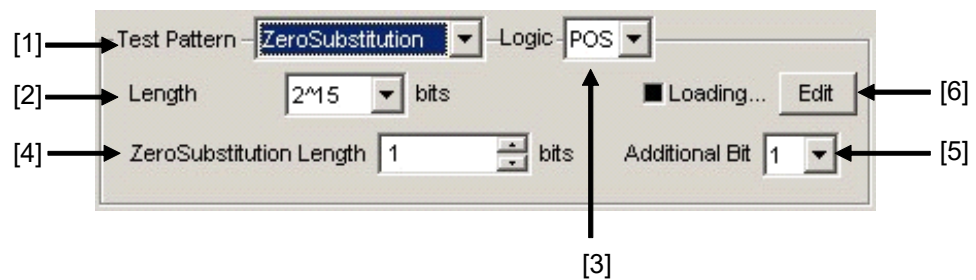 [1] Test Pattern ZeroSubstitution Logic POS
[2] Length 2^15 bits Loading... Edit [6]
[4] ZeroSubstitution Length 1 bits Additional Bit 1 [5]
[3]